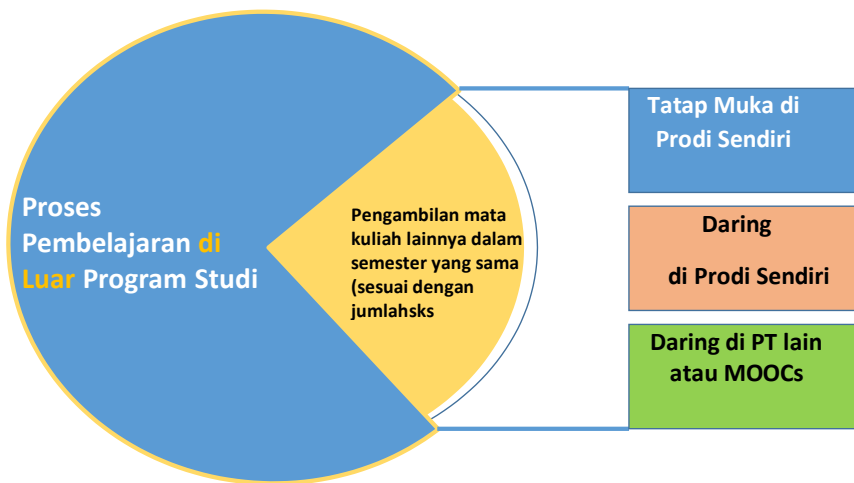 Proses
Pembelajaran di
Luar Program Studi
Pengambilan mata
kuliah lainnya dalam
semester yang sama
(sesuai dengan
jumlahsks
Tatap Muka di
Prodi Sendiri
Daring
di Prodi Sendiri
Daring di PT lain
atau MOOCs